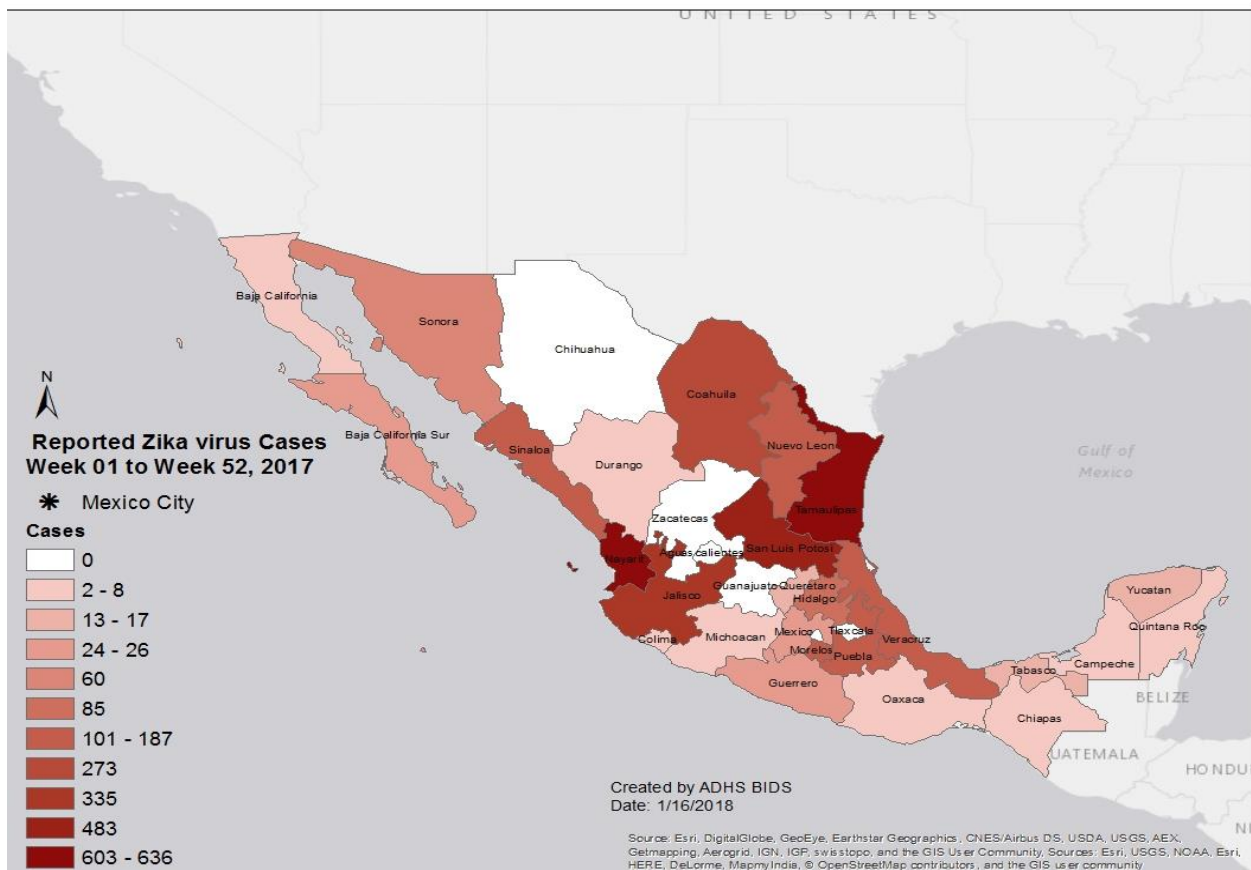 UNITED STATES
Baja California
Sonora
Chihuahua
Coahuila
N
Baja California Sur
Sinaloa
Durango
Nuevo Leon
Gulf of
Mexico
Reported Zika virus Cases
Week 01 to Week 52, 2017
Mexico City
Cases
0
2 - 8
13 - 17
24 - 26
60
85
101 - 187
273
335
483
603 - 636
Tamaulipas
Zacatecas
Nayarit
Aguascalientes
San Luis Potosi
Guanajuato
Querétaro
Hidalgo
Jalisco
Yucatan
Quintana Roo
Colima
Michoacan
Mexico
Tlaxcala
Veracruz
Morelos
Puebla
Campeche
Tabasco
Guerrero
Oaxaca
Chiapas
BELIZE
UATEMALA
HONDU
NI
Created by ADHS BIDS
Date: 1/16/2018
Source: Esri, DigitalGlobe, GeoEye, Earthstar Geographics, CNES/Airbus DS, USDA, USGS, AEX,
Getmapping, Aerogrid, IGN, IGP, swisstopo, and the GIS User Community, Sources: Esri, USGS, NOAA, Esri,
HERE, DeLorme, MapmyIndia, © OpenStreetMap contributors, and the GIS user community